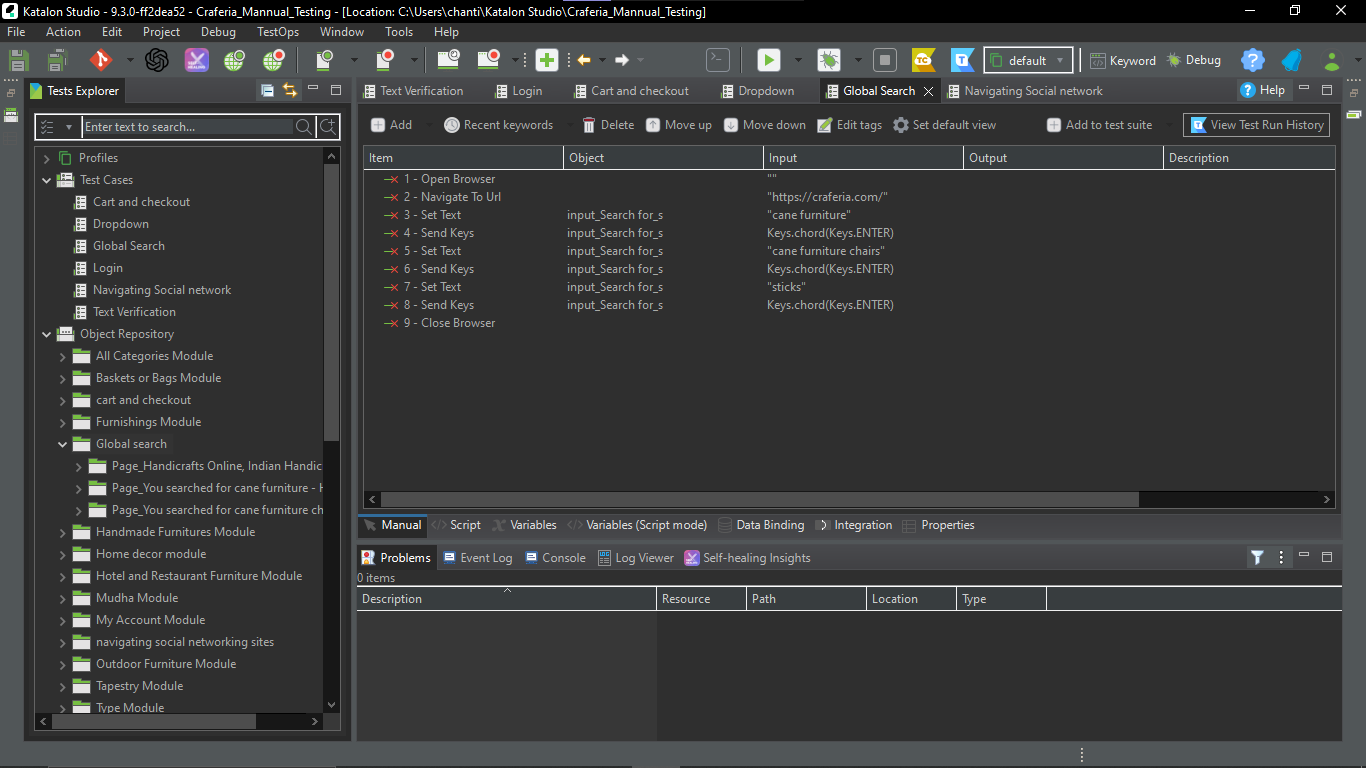 Katalon Studio - 9.3.0-ff2dea52 - Craferia_Mannual_Testing - [Location: C:\Users\chanti\Katalon Studio\Craferia_Mannual_Testing]
File Action Edit Project Debug TestOps Window Tools Help
default Keyword Debug
Tests Explorer
Text Verification Login Cart and checkout Dropdown Global Search Navigating Social network Help
Enter text to search...
Add Recent keywords Delete Move up Move down Edit tags Set default view Add to test suite View Test Run History
Profiles
Test Cases
Cart and checkout
Dropdown
Global Search
Login
Navigating Social network
Text Verification
Object Repository
All Categories Module
Baskets or Bags Module
cart and checkout
Furnishings Module
Global search
Page_Handicrafts Online, Indian Handic
Page_You searched for cane furniture - H
Page_You searched for cane furniture ch
Handmade Furnitures Module
Home decor module
Hotel and Restaurant Furniture Module
Mudha Module
My Account Module
navigating social networking sites
Outdoor Furniture Module
Tapestry Module
Type Module
Item Object Input Output Description
1 - Open Browser ""
2 - Navigate To Url "https://craferia.com/"
3 - Set Text input_Search for_s "cane furniture"
4 - Send Keys input_Search for_s Keys.chord(Keys.ENTER)
5 - Set Text input_Search for_s "cane furniture chairs"
6 - Send Keys input_Search for_s Keys.chord(Keys.ENTER)
7 - Set Text input_Search for_s "sticks"
8 - Send Keys input_Search for_s Keys.chord(Keys.ENTER)
9 - Close Browser
Manual Script Variables Variables (Script mode) Data Binding Integration Properties
Problems Event Log Console Log Viewer Self-healing Insights
0 items
Description Resource Path Location Type